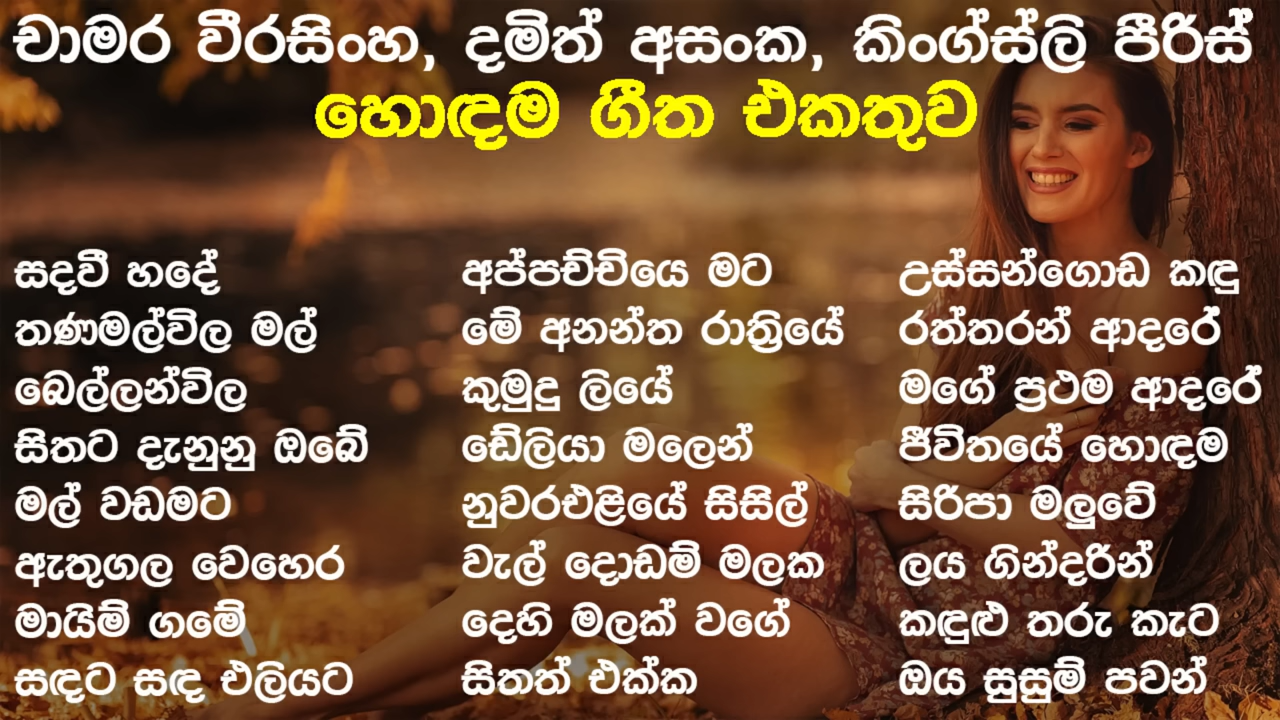 චාමර වීරසිංහ, දමිත් අසංක, කිංග්ස්ලි පීරිස්
හොඳම ගීත එකතුව
සදවී හදේ
තණමල්විල මල්
බෙල්ලන්විල
සිතට දැනුනු ඔබේ
මල් වඩමට
ඇතුගල වෙහෙර
මායිම් ගමේ
සඳට සඳ එලියට
අප්පච්චියෙ මට
මේ අනන්ත රාත්‍රියේ
කුමුදු ලියේ
ඩේලියා මලෙන්
නුවරඑළියේ සිසිල්
වැල් දොඩම් මලක
දෙහි මලක් වගේ
සිතත් එක්ක
උස්සන්ගොඩ කඳු
රත්තරන් ආදරේ
මගේ ප්‍රථම ආදරේ
ජීවිතයේ හොඳම
සිරිපා මලුවේ
ලය ගින්දරින්
කඳුළු තරු කැට
ඔය සුසුම් පවන්